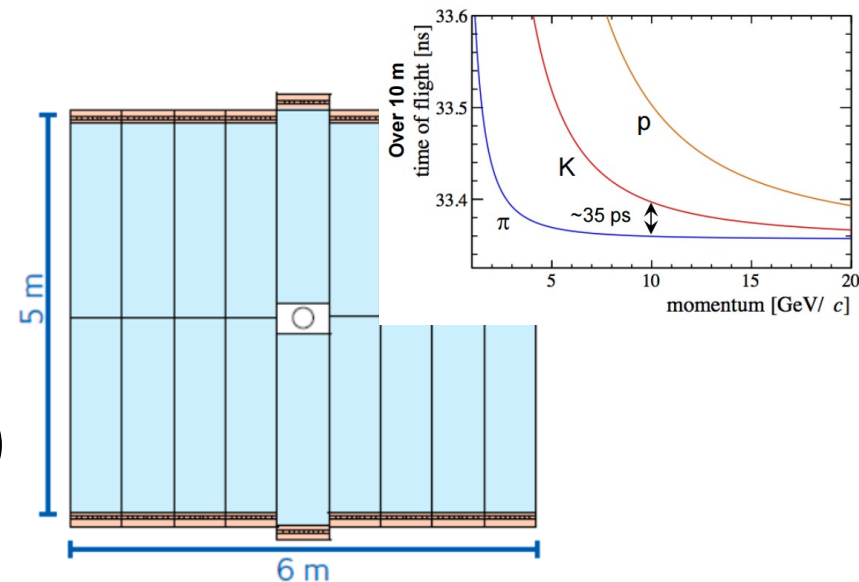 33.6
33.5
33.4
Over 10 m
time of flight [ns]
π
K
p
~35 ps
5
10
15
20
momentum [GeV/ c]
5 m
)
6 m